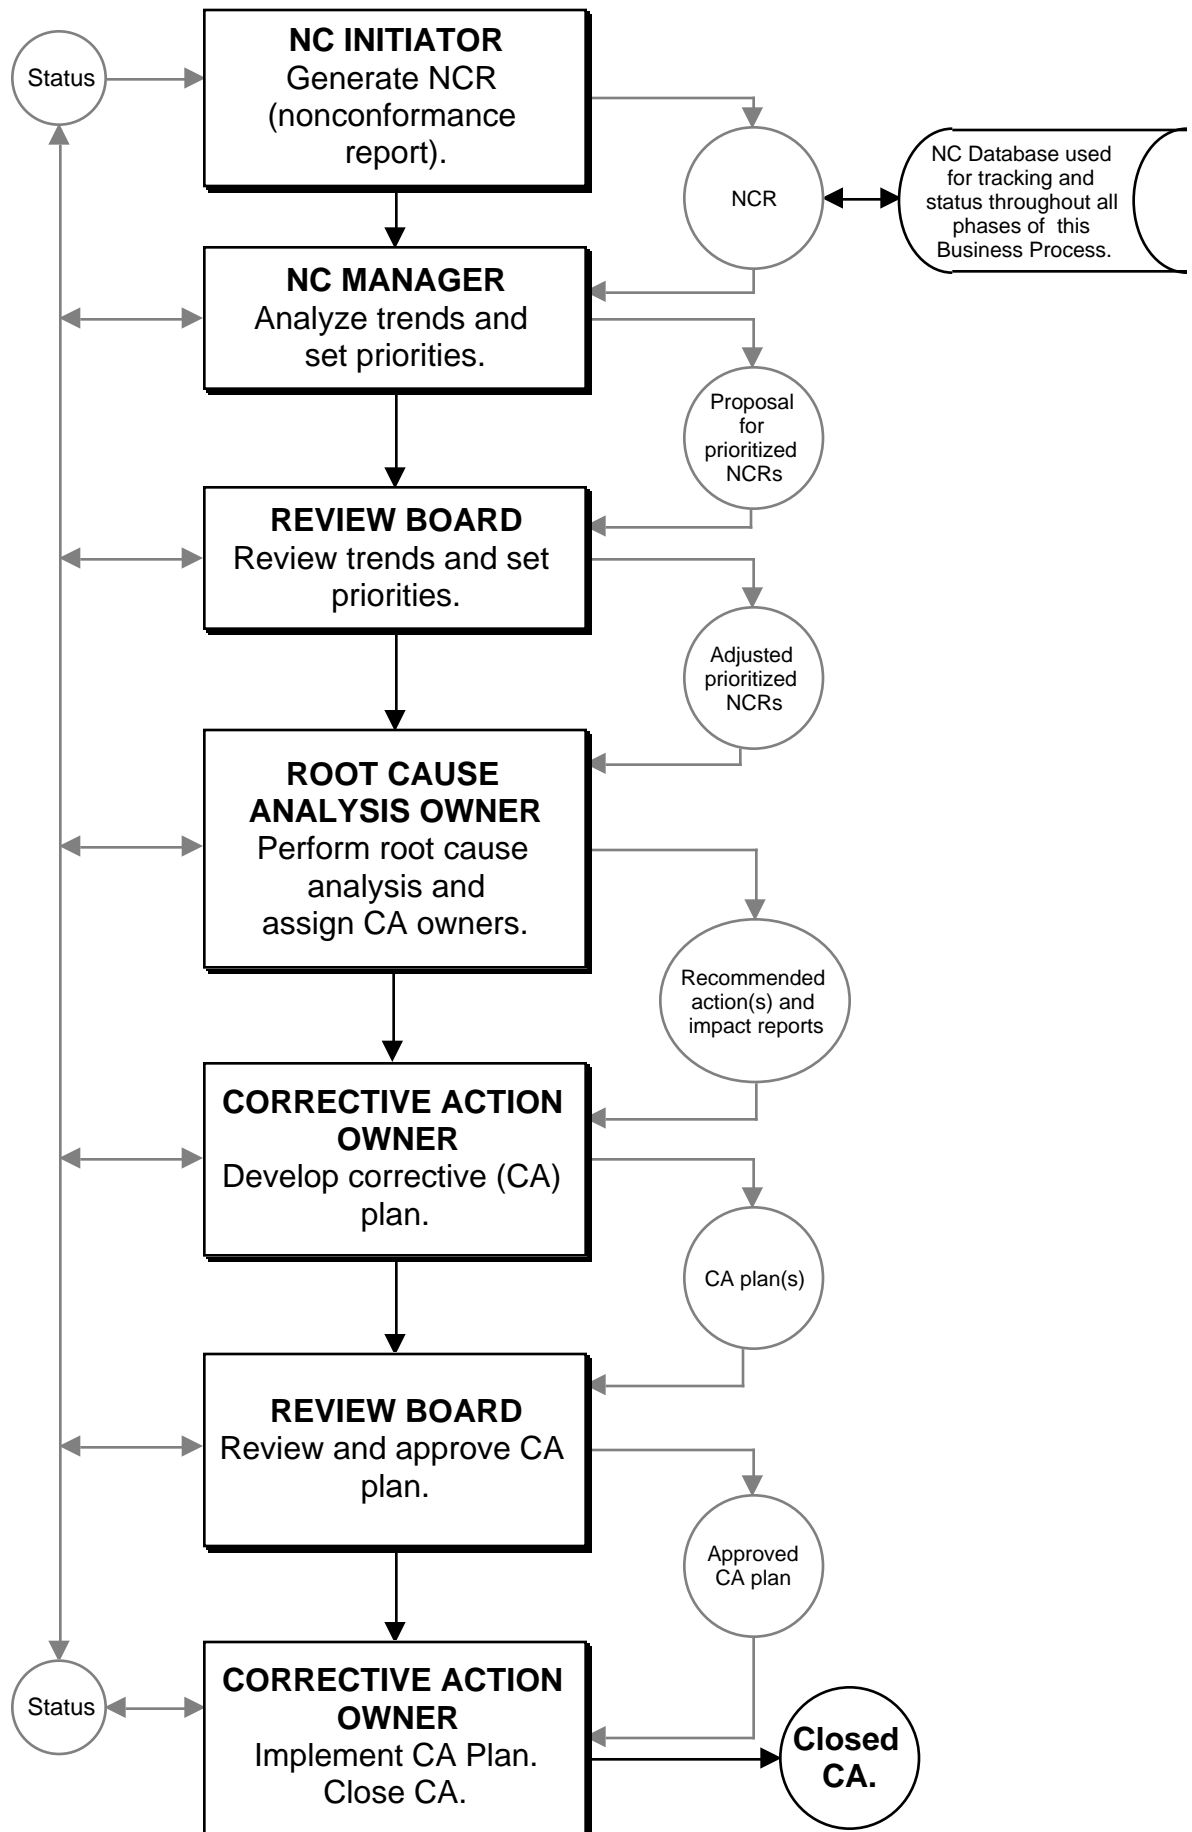 Status
NC INITIATOR
Generate NCR
(nonconformance
report).
NCR
NC Database used
for tracking and
status throughout all
phases of this
Business Process.
NC MANAGER
Analyze trends and
set priorities.
Proposal
for
prioritized
NCRs
REVIEW BOARD
Review trends and set
priorities.
Adjusted
prioritized
NCRs
ROOT CAUSE
ANALYSIS OWNER
Perform root cause
analysis and
assign CA owners.
Recommended
action(s) and
impact reports
CORRECTIVE ACTION
OWNER
Develop corrective (CA)
plan.
CA plan(s)
REVIEW BOARD
Review and approve CA
plan.
Approved
CA plan
Status
CORRECTIVE ACTION
OWNER
Implement CA Plan.
Close CA.
Closed
CA.